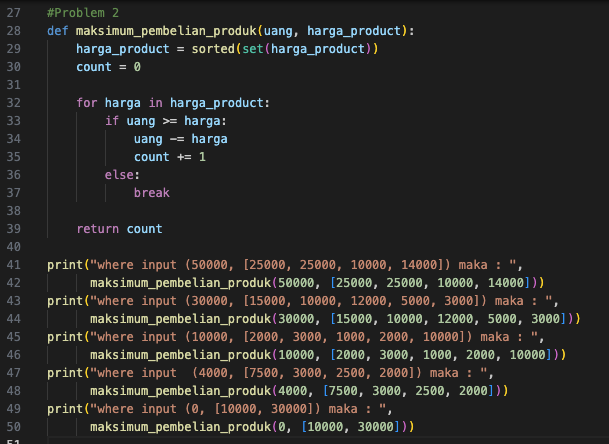 27 #Problem 2
28 def maksimum_pembelian_produk(uang, harga_product):
29     harga_product = sorted(set(harga_product))
30     count = 0
31
32     for harga in harga_product:
33         if uang >= harga:
34             uang -= harga
35             count += 1
36         else:
37             break
38
39     return count
40
41 print("where input (50000, [25000, 25000, 10000, 14000]) maka : ",
42       maksimum_pembelian_produk(50000, [25000, 25000, 10000, 14000]))
43 print("where input (30000, [15000, 10000, 12000, 5000, 3000]) maka : ",
44       maksimum_pembelian_produk(30000, [15000, 10000, 12000, 5000, 3000]))
45 print("where input (10000, [2000, 3000, 1000, 2000, 10000]) maka : ",
46       maksimum_pembelian_produk(10000, [2000, 3000, 1000, 2000, 10000]))
47 print("where input  (4000, [7500, 3000, 2500, 2000]) maka : ",
48       maksimum_pembelian_produk(4000, [7500, 3000, 2500, 2000]))
49 print("where input (0, [10000, 30000]) maka : ",
50       maksimum_pembelian_produk(0, [10000, 30000]))
51